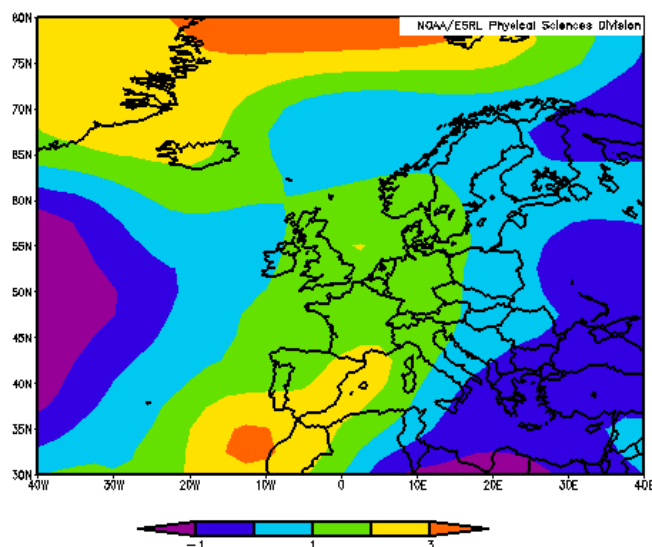 80N
NOAA/ESRL Physical Sciences Division
75N
70N
65N
60N
55N
50N
45N
40N
35N
30N
40W
20W
10W
0
10E
20E
30E
40E
-1
1
3